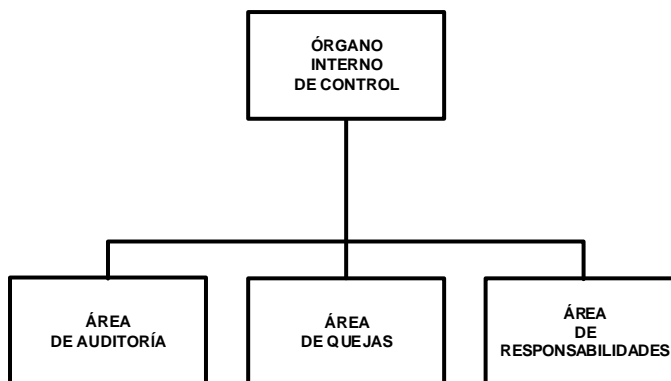 ÓRGANO
INTERNO
DE CONTROL
ÁREA
DE AUDITORÍA
ÁREA
DE QUEJAS
ÁREA
DE
RESPONSABILIDADES